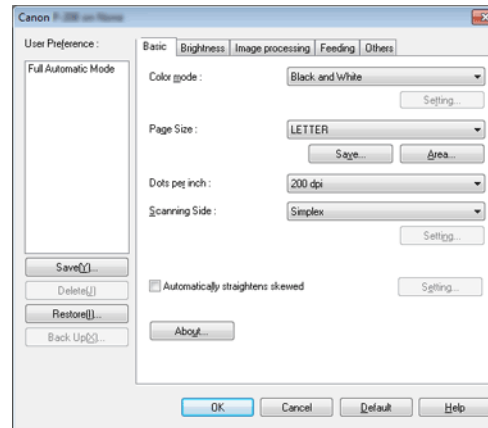 Canon
User Preference :
Full Automatic Mode
Save(Y)...
Delete(J)
Restore(I)...
Back Up(X)...
Basic Brightness Image processing Feeding Others
Color mode : Black and White
Setting...
Page Size : LETTER
Save... Area...
Dots per inch : 200 dpi
Scanning Side : Simplex
Setting...
Automatically straightens skewed Setting...
About...
OK Cancel Default Help